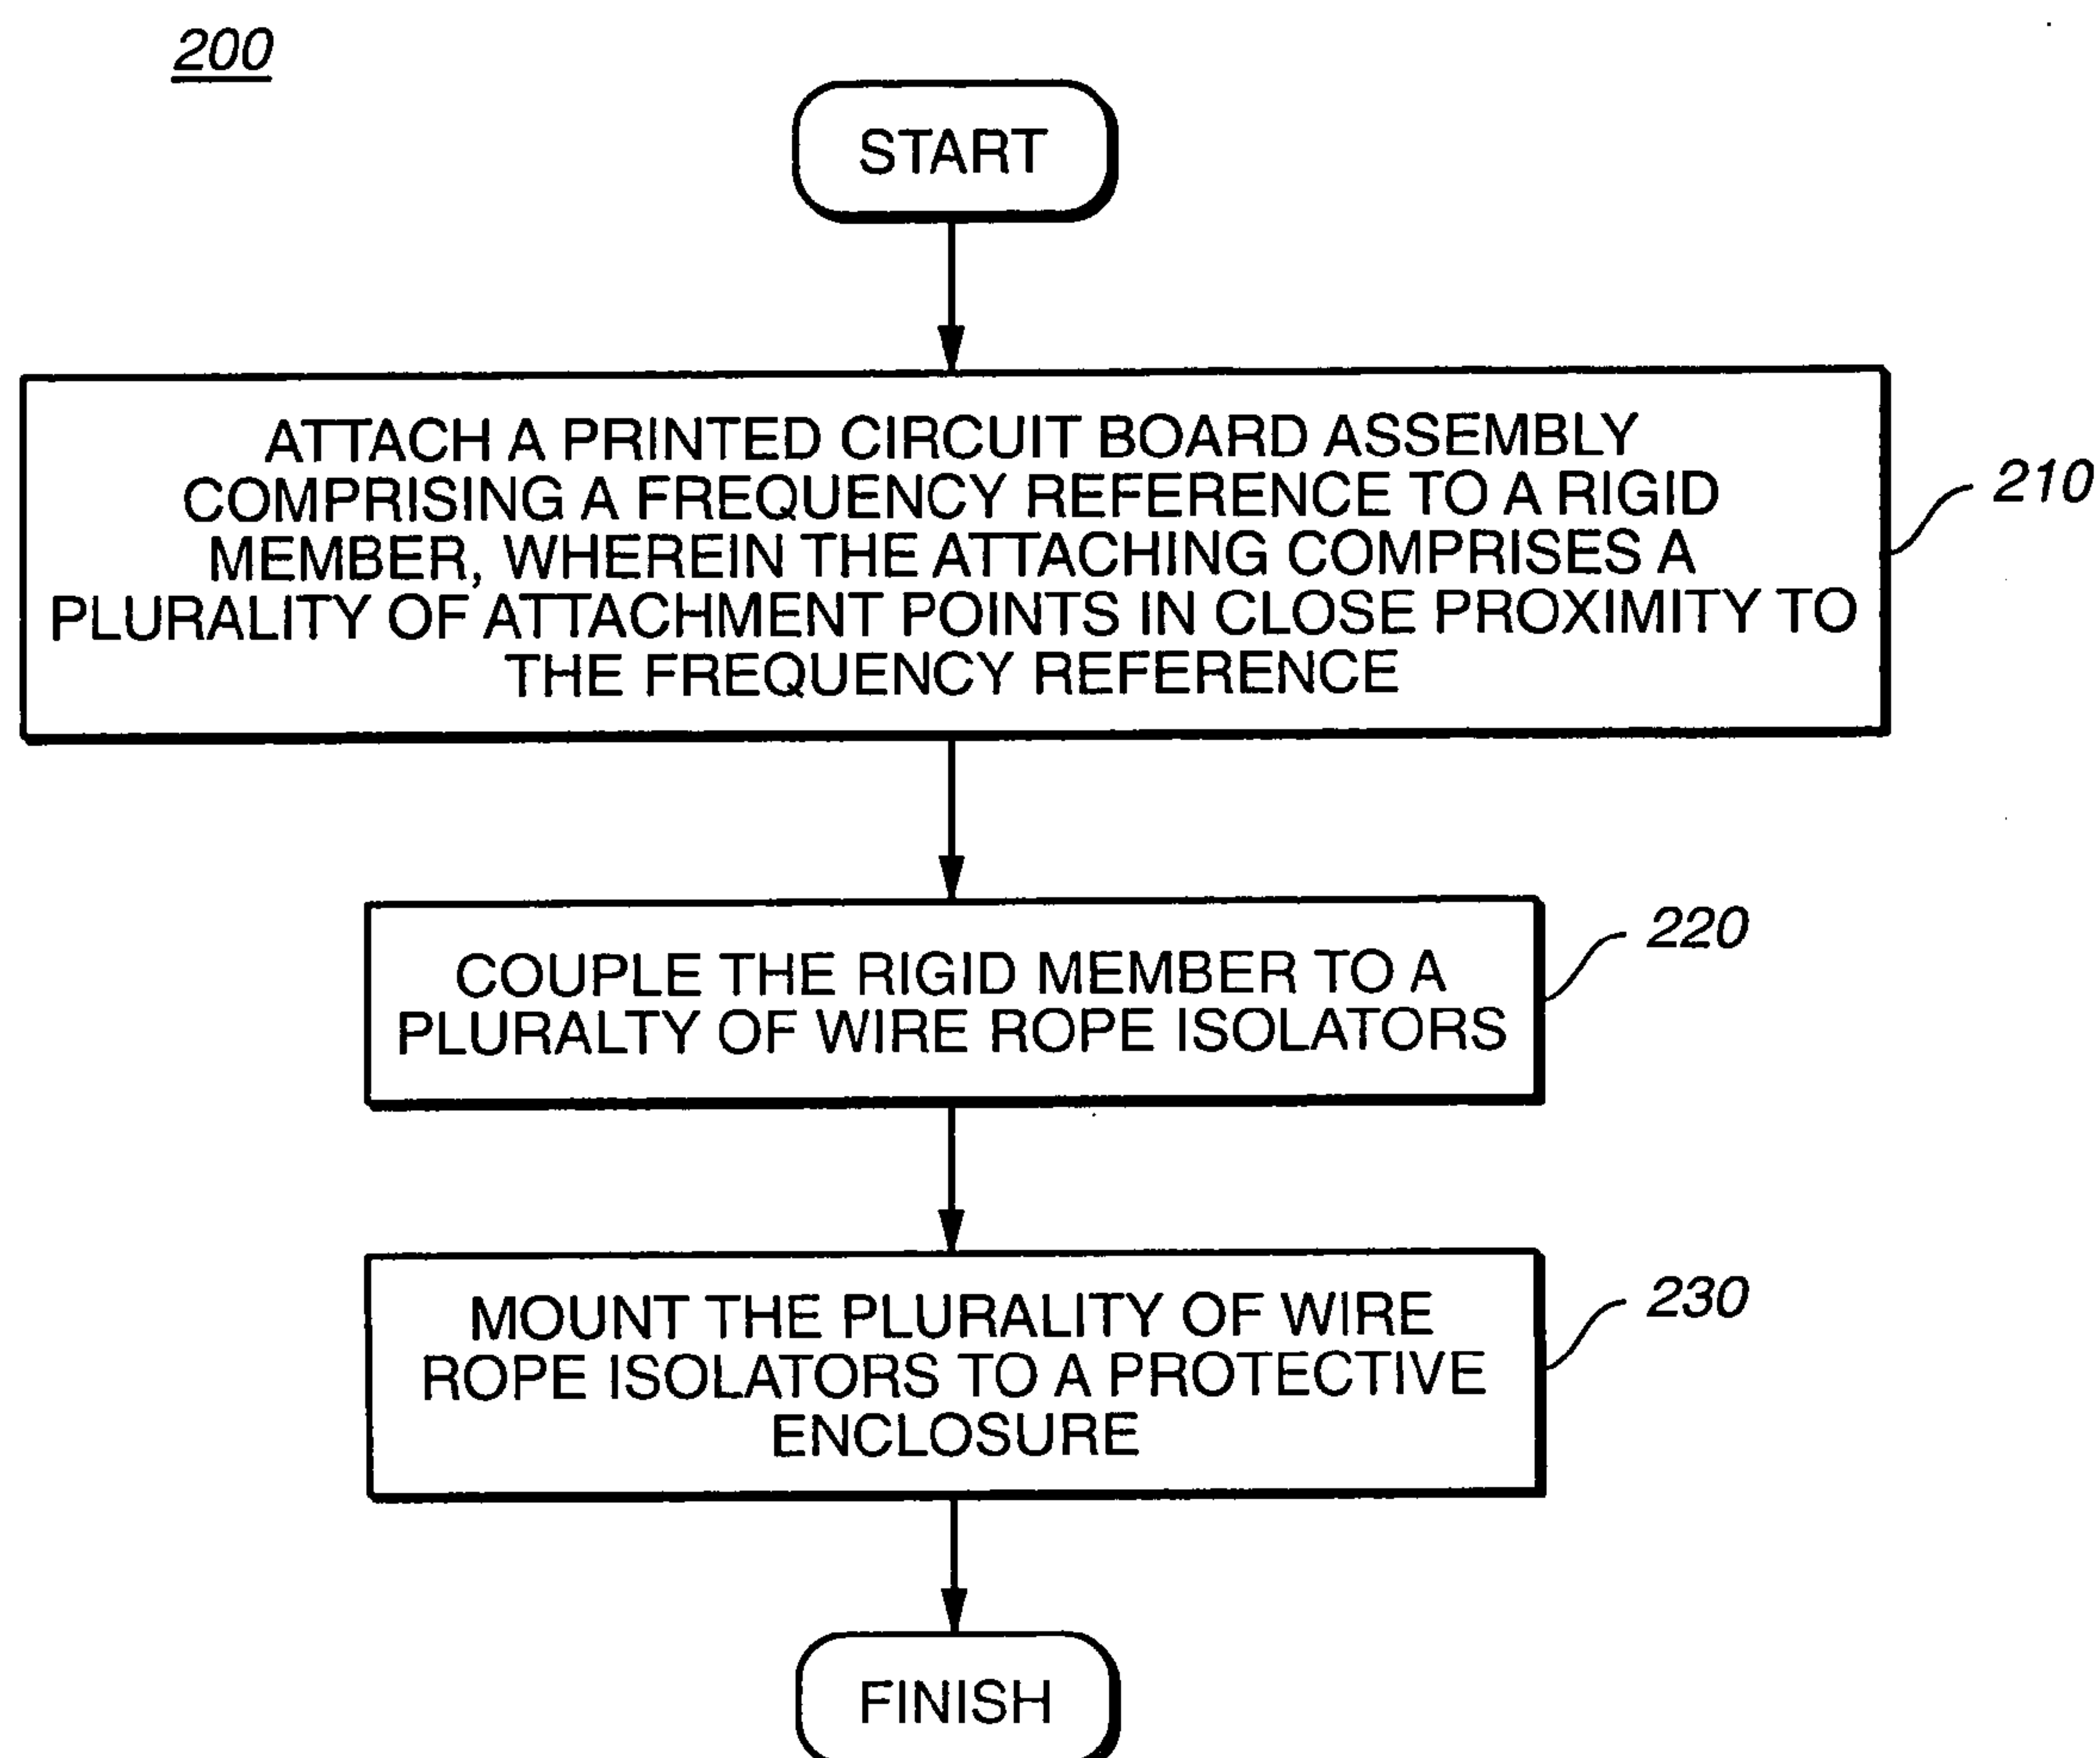 200
START
ATTACH A PRINTED CIRCUIT BOARD ASSEMBLY
COMPRISING A FREQUENCY REFERENCE TO A RIGID
MEMBER, WHEREIN THE ATTACHING COMPRISES A
PLURALITY OF ATTACHMENT POINTS IN CLOSE PROXIMITY TO
THE FREQUENCY REFERENCE
210
COUPLE THE RIGID MEMBER TO A
PLURALTY OF WIRE ROPE ISOLATORS
220
MOUNT THE PLURALITY OF WIRE
ROPE ISOLATORS TO A PROTECTIVE
ENCLOSURE
230
FINISH